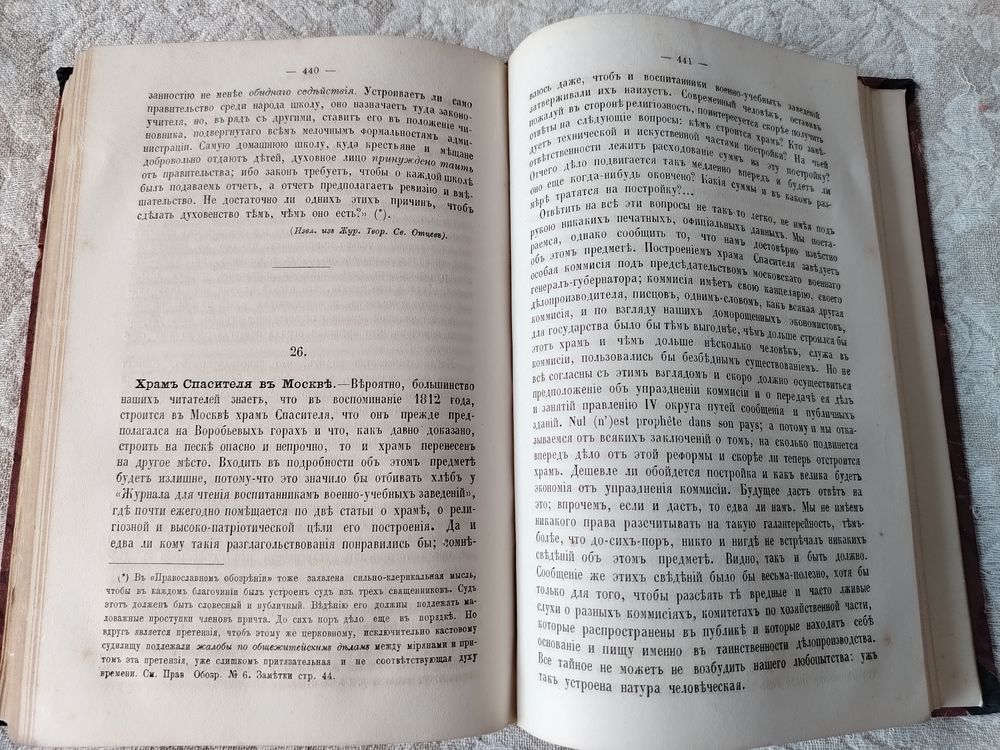 — 440 —
занностию не менѣе обиднаго содѣйствія. Устроиваетъ ли само
правительство среди народа школу, оно назначаетъ туда законо-
учителя, но, въ рядъ съ другими, ставитъ его въ положеніе чи-
новника, подвергнутаго всѣмъ мелочнымъ формальностямъ адми-
нистраціи. Самую домашнюю школу, куда крестьяне и мѣщане
добровольно отдаютъ дѣтей, духовное лицо принуждено таить
отъ правительства; ибо законъ требуетъ, чтобъ о каждой школѣ
былъ подаваемъ отчетъ, а отчетъ предполагаетъ ревизію и вмѣ-
шательство. Не достаточно ли однихъ этихъ причинъ, чтобъ
сдѣлать духовенство тѣмъ, чѣмъ оно есть?» (*).
(Извл. изъ Жур. Твор. Св. Отцевъ).
26.
Храмъ Спасителя въ Москвѣ.—Вѣроятно, большинство
нашихъ читателей знаетъ, что въ воспоминаніе 1812 года,
строится въ Москвѣ храмъ Спасителя, что онъ прежде пред-
полагался на Воробьевыхъ горахъ и что, какъ давно доказано,
строить на пескѣ опасно и непрочно, то и храмъ перенесенъ
на другое мѣсто. Входить въ подробности объ этомъ предметѣ
будетъ излишне, потому-что это значило бы отбивать хлѣбъ у
«Журнала для чтенія воспитанникамъ военно-учебныхъ заведеній»,
гдѣ почти ежегодно помѣщается по двѣ статьи о храмѣ, о рели-
гіозной и высоко-патріотической цѣли его построенія. Да и
едва ли кому такія разглагольствованія понравились бы; сомнѣ-
(*) Въ «Православномъ обозрѣніи» тоже заявлена сильно-клерикальная мысль,
чтобы въ каждомъ благочиніи былъ устроенъ судъ изъ трехъ священниковъ. Судъ
этотъ долженъ быть словесный и публичный. Вѣдѣнію его должны подлежать ма-
ловажные проступки членовъ причта. До сихъ поръ дѣло еще въ порядкѣ. Но
вдругъ является претензія, чтобъ этому же церковному, исключительно кастовому
судилищу подлежали жалобы по общежитейскимъ дѣламъ между мірянами и при-
томъ эта претензія, уже слишкомъ притязательная и не соотвѣтствующая духу
времени. См. Прав Обозр. № 6. Замѣтки стр. 44.
— 441 —
ваюсь даже, чтобъ и воспитанники военно-учебныхъ заведеній
затверживали ихъ наизусть. Современный человѣкъ, оставивъ
пожалуй въ сторонѣ религіозность, поинтересуется скорѣе получить
отвѣты на слѣдующіе вопросы: кѣмъ строится храмъ? Кто завѣ-
дуетъ технической и искуственной частями постройки? На чьей
отвѣтственности лежитъ расходованіе суммъ на эту постройку?
Отчего дѣло подвигается такъ медленно впередъ и будетъ ли
оно еще когда-нибудь окончено? Какія суммы и въ какомъ раз-
мѣрѣ тратятся на постройку?...
Отвѣтить на всѣ эти вопросы не такъ то легко, не имѣя подъ
рукою никакихъ печатныхъ, официальныхъ данныхъ. Мы поста-
раемся, однако сообщить то, что намъ достовѣрно извѣстно
объ этомъ предметѣ. Построеніемъ храма Спасителя завѣдуетъ
особая коммисія подъ предсѣдательствомъ московскаго военнаго
генералъ-губернатора; коммисія имѣетъ свою канцелярію, своего
дѣлопроизводителя, писцовъ, однимъ-словомъ, какъ всякая другая
коммисія, и по взгляду нашихъ доморощенныхъ экономистовъ,
для государства было бы тѣмъ выгоднѣе, чѣмъ дольше строился бы
этотъ храмъ и чѣмъ дольше нѣсколько человѣкъ, служа въ
коммисіи, пользовались бы безбѣднымъ существованіемъ. Но не
всѣ согласны съ этимъ взглядомъ и скоро должно осуществиться
предположеніе объ упраздненіи коммисіи и о передачѣ ея дѣлъ
и занятій правленію IV округа путей сообщенія и публичныхъ
зданій. Nul (n')est prophète dans son pays; а потому и мы отка-
зываемся отъ всякихъ заключеній о томъ, на сколько подвинется
впередъ дѣло отъ этой реформы и скорѣе ли теперь отстроится
храмъ. Дешевле ли обойдется постройка и какъ велика будетъ
экономія отъ упраздненія коммисіи. Будущее дастъ отвѣтъ на
это; впрочемъ, если и дастъ, то едва ли намъ. Мы не имѣемъ
никакого права разсчитывать на такую галантерейность, тѣмъ-
болѣе, что до-сихъ-поръ, никто и нигдѣ не встрѣчалъ никакихъ
свѣдѣній объ этомъ предметѣ. Видно, такъ и быть должно.
Сообщеніе же этихъ свѣдѣній было бы весьма-полезно, хотя бы
только для того, чтобы разсѣять тѣ вредные и часто лживые
слухи о разныхъ коммисіяхъ, комитетахъ по хозяйственной части,
которые распространены въ публикѣ и которые находятъ себѣ
основаніе и пищу именно въ таинственности дѣлопроизводства.
Все тайное не можетъ не возбудить нашего любопытства: ужъ
такъ устроена натура человѣческая.